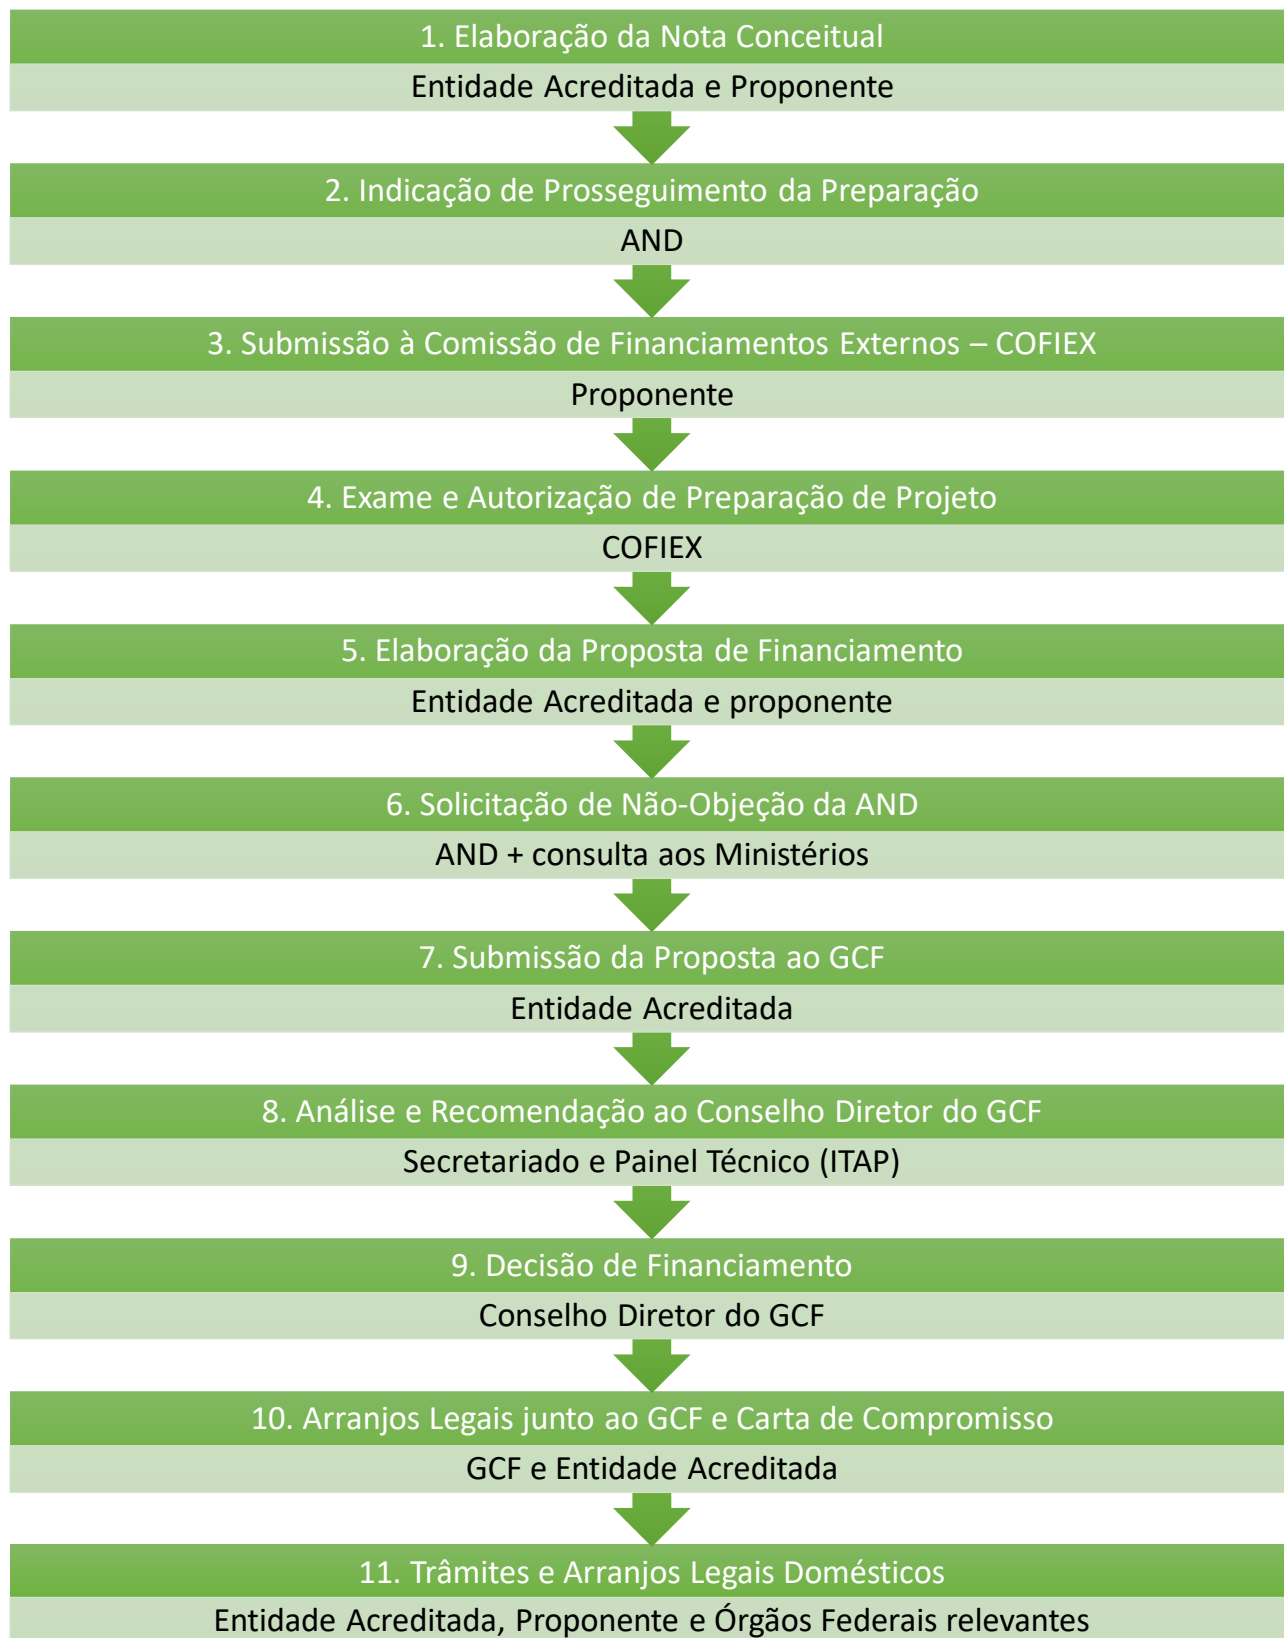 1. Elaboração da Nota Conceitual
Entidade Acreditada e Proponente
2. Indicação de Prosseguimento da Preparação
AND
3. Submissão à Comissão de Financiamentos Externos – COFIEX
Proponente
4. Exame e Autorização de Preparação de Projeto
COFIEX
5. Elaboração da Proposta de Financiamento
Entidade Acreditada e proponente
6. Solicitação de Não-Objeção da AND
AND + consulta aos Ministérios
7. Submissão da Proposta ao GCF
Entidade Acreditada
8. Análise e Recomendação ao Conselho Diretor do GCF
Secretariado e Painel Técnico (ITAP)
9. Decisão de Financiamento
Conselho Diretor do GCF
10. Arranjos Legais junto ao GCF e Carta de Compromisso
GCF e Entidade Acreditada
11. Trâmites e Arranjos Legais Domésticos
Entidade Acreditada, Proponente e Órgãos Federais relevantes